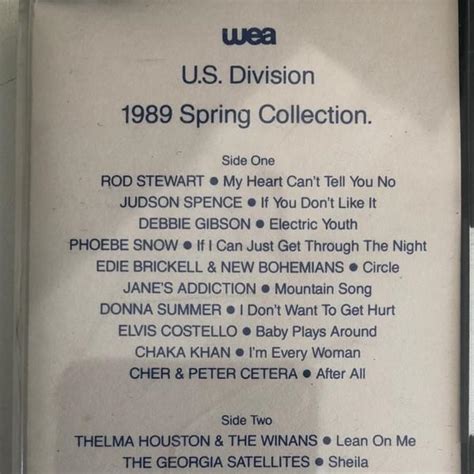 wea
U.S. Division
1989 Spring Collection.
Side One
ROD STEWART ● My Heart Can't Tell You No
JUDSON SPENCE ● If You Don't Like It
DEBBIE GIBSON ● Electric Youth
PHOEBE SNOW ● If I Can Just Get Through The Night
EDIE BRICKELL & NEW BOHEMIANS ● Circle
JANE'S ADDICTION ● Mountain Song
DONNA SUMMER ● I Don't Want To Get Hurt
ELVIS COSTELLO ● Baby Plays Around
CHAKA KHAN ● I'm Every Woman
CHER & PETER CETERA ● After All
Side Two
THELMA HOUSTON & THE WINANS ● Lean On Me
THE GEORGIA SATELLITES ● Sheila